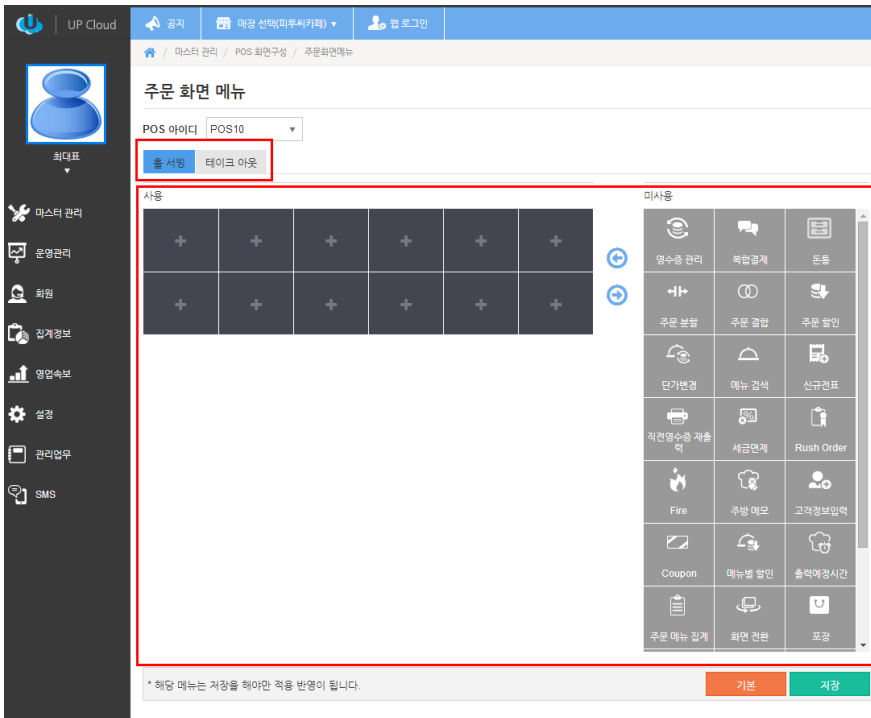 UP Cloud
공지
매장 선택(피투씨카페) ▼
웹 로그인
/ 마스터 관리 / POS 화면구성 / 주문화면메뉴
최대표
▼
마스터 관리
운영관리
회원
집계정보
영업속보
설정
관리업무
SMS
주문 화면 메뉴
POS 아이디 POS10 ▼
홀 서빙 테이크 아웃
사용
미사용
영수증 관리 복합결제 돈통
주문 분할 주문 결합 주문 할인
단가변경 메뉴 검색 신규전표
직전영수증 재출
력 세금면제 Rush Order
Fire 주방 메모 고객정보입력
Coupon 메뉴별 할인 출력예정시간
주문 메뉴 집계 화면 전환 포장
* 해당 메뉴는 저장을 해야만 적용 반영이 됩니다.
기본 저장